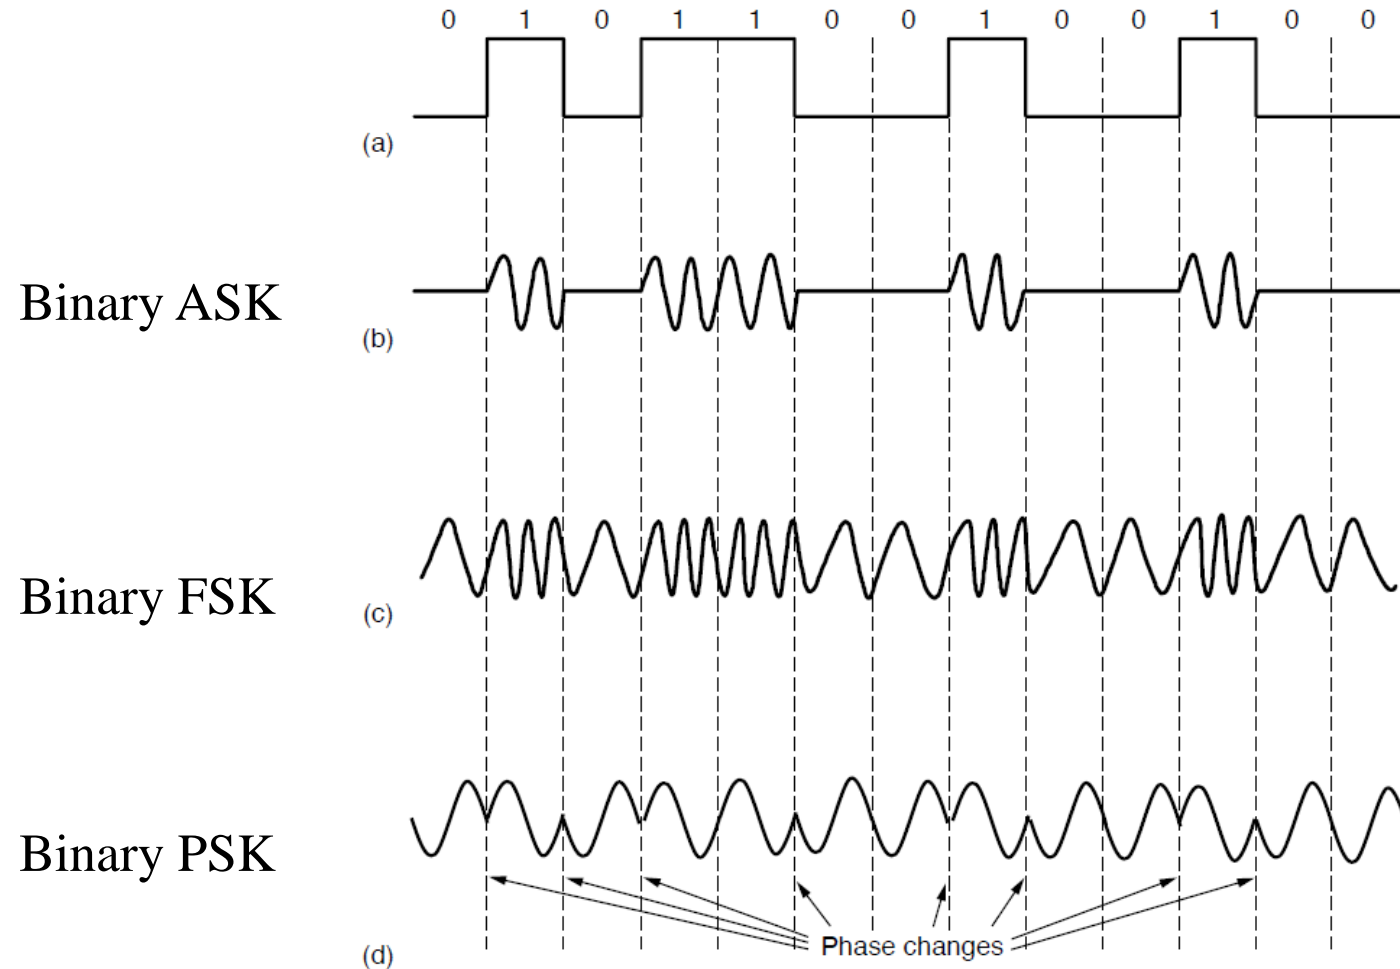 0 1 0 1 1 0 0 1 0 0 1 0 0
(a)
Binary ASK
(b)
Binary FSK
(c)
Binary PSK
Phase changes
(d)